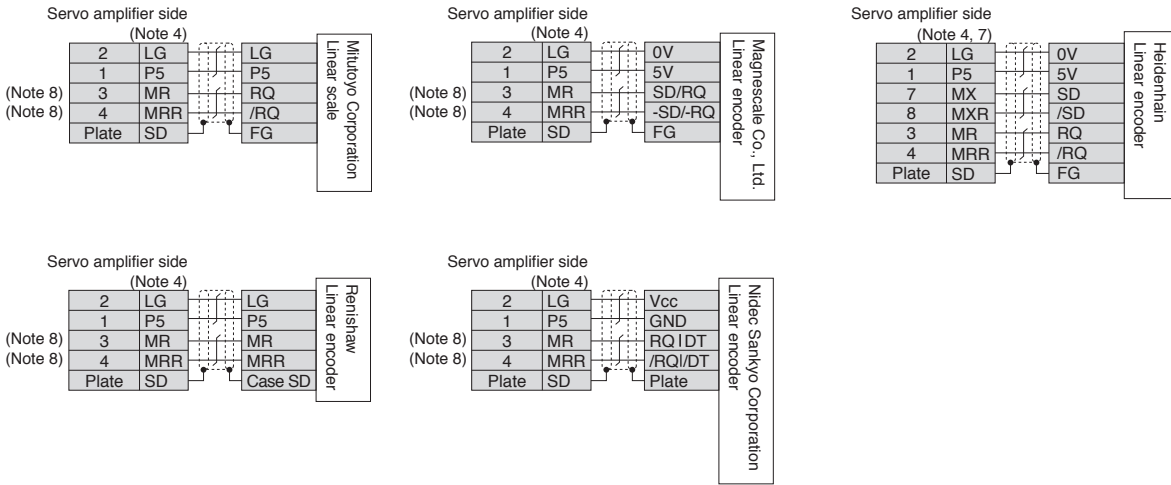 Servo amplifier side
(Note 4)
2 LG LG
1 P5 P5
(Note 8) 3 MR RQ
(Note 8) 4 MRR /RQ
Plate SD FG
Mitutoyo Corporation
Linear scale
Servo amplifier side
(Note 4)
2 LG 0V
1 P5 5V
(Note 8) 3 MR SD/RQ
(Note 8) 4 MRR -SD/-RQ
Plate SD FG
Magnescale Co., Ltd.
Linear encoder
Servo amplifier side
(Note 4, 7)
2 LG 0V
1 P5 5V
7 MX SD
8 MXR /SD
3 MR RQ
4 MRR /RQ
Plate SD FG
Heidenhain
Linear encoder
Servo amplifier side
(Note 4)
2 LG LG
1 P5 P5
(Note 8) 3 MR MR
(Note 8) 4 MRR MRR
Plate SD Case SD
Renishaw
Linear encoder
Servo amplifier side
(Note 4)
2 LG Vcc
1 P5 GND
(Note 8) 3 MR RQ|DT
(Note 8) 4 MRR /RQ|/DT
Plate SD Plate
Nidec Sankyo Corporation
Linear encoder